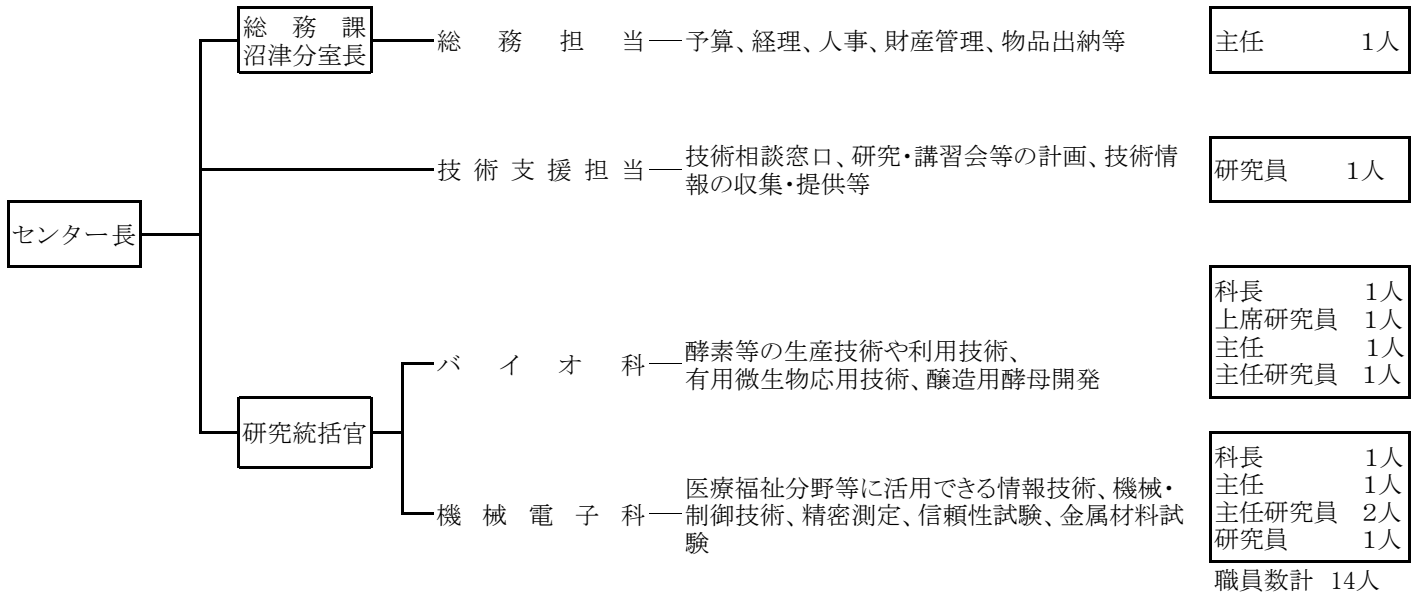 総務課
沼津分室長
総務担当
予算、経理、人事、財産管理、物品出納等
主任 1人
技術支援担当
技術相談窓口、研究・講習会等の計画、技術情
報の収集・提供等
研究員 1人
センター長
研究統括官
バイオ科
酵素等の生産技術や利用技術、
有用微生物応用技術、醸造用酵母開発
科長 1人
上席研究員 1人
主任 1人
主任研究員 1人
機械電子科
医療福祉分野等に活用できる情報技術、機械・
制御技術、精密測定、信頼性試験、金属材料試
験
科長 1人
主任 1人
主任研究員 2人
研究員 1人
職員数計 14人